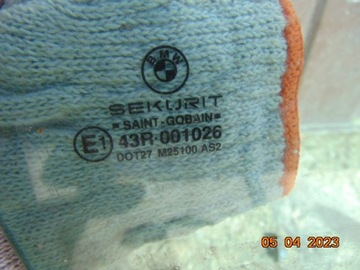 BMW
SEKURIT
SAINT-GOBAIN
E1 43R-001026
DOT27 M25100 AS2
05 04 2023